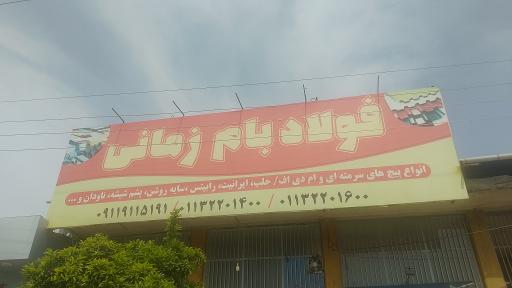 فولاد بام زمانی
انواع پیچ های سرمته ای و ام دی اف/ حلب، ایرانیت، رابیتس، سایه روشن، پشم شیشه، ناودان و ...
۰۱۱۳۲۲۰۱۶۰۰ / ۰۱۱۳۲۲۰۱۴۰۰ / ۰۹۱۱۹۱۱۵۱۹۱